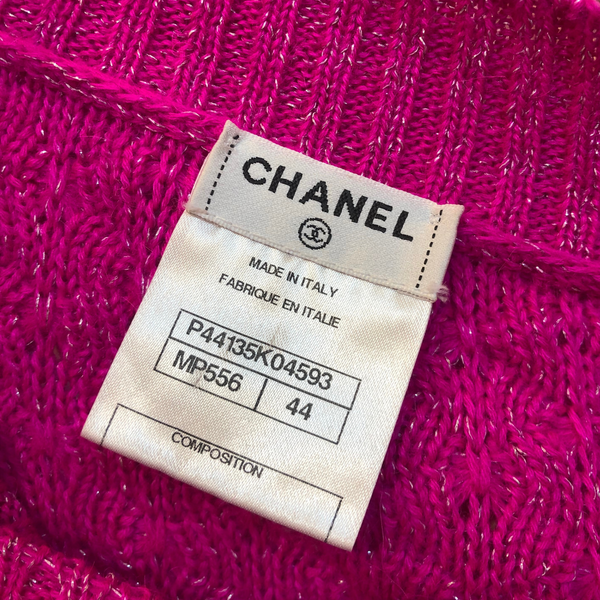 CHANEL
MADE IN ITALY
FABRIQUE EN ITALIE
P44135K04593
MP556 44
COMPOSITION